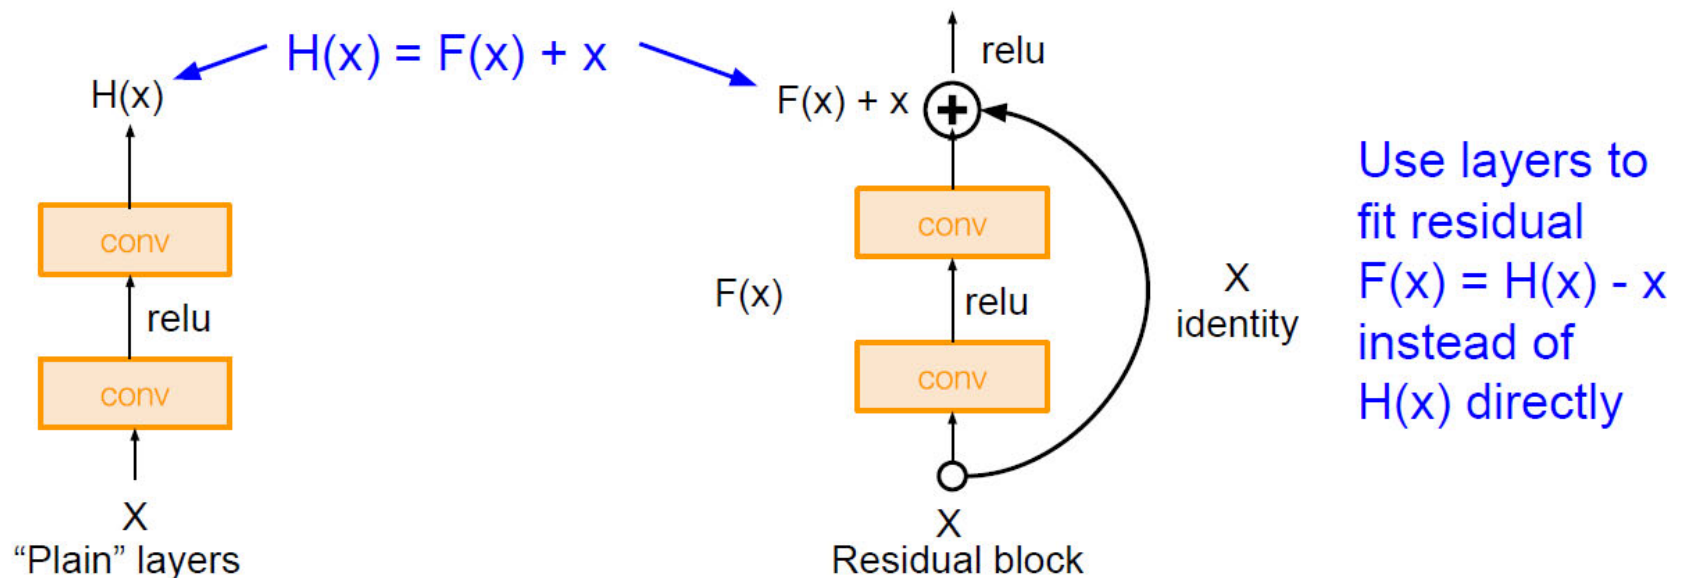 H(x) = F(x) + x
H(x)
conv
relu
conv
X
“Plain” layers
relu
F(x) + x
conv
F(x)
relu
conv
X
identity
X
Residual block
Use layers to
fit residual
F(x) = H(x) - x
instead of
H(x) directly